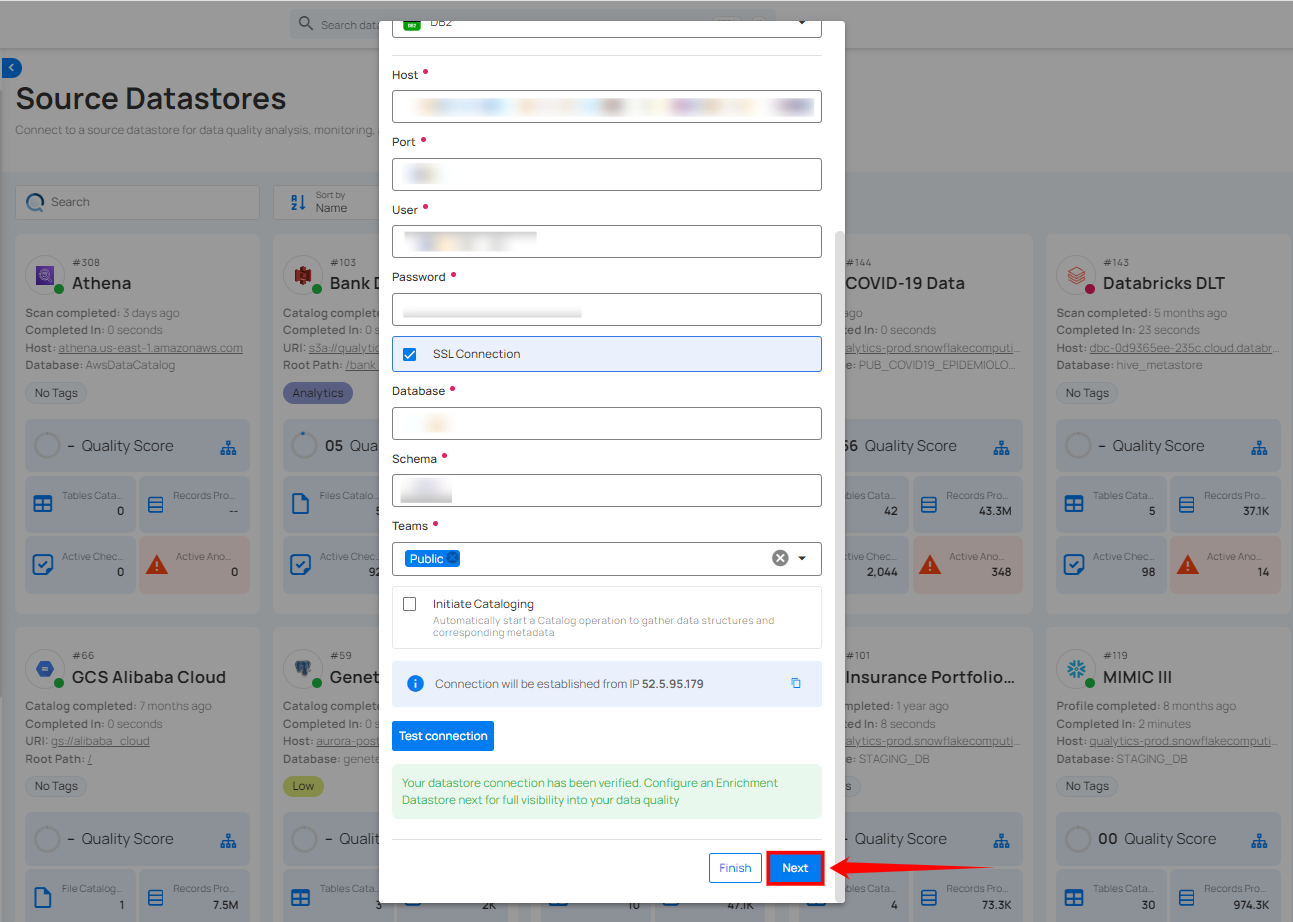 Search data
DB2
Source Datastores
Connect to a source datastore for data quality analysis, monitoring,
Search
Sort by
Name
Host
Port
User
Password
SSL Connection
Database
Schema
Teams
Public
Initiate Cataloging
Automatically start a Catalog operation to gather data structures and
corresponding metadata
Connection will be established from IP 52.5.95.179
Test connection
Your datastore connection has been verified. Configure an Enrichment
Datastore next for full visibility into your data quality
Finish
Next
#308
Athena
Scan completed: 3 days ago
Completed In: 0 seconds
Host: athena.us-east-1.amazonaws.com
Database: AwsDataCatalog
No Tags
– Quality Score
Tables Cata...
0
Records Pro...
--
Active Chec...
0
Active Ano...
0
#103
Bank D
Catalog complete
Completed In: 0 s
URI: s3a://qualytic
Root Path: /bank_
Analytics
05 Qua
Files Catalo...
5
Active Chec...
92
#144
COVID-19 Data
ago
0 seconds
alytics-prod.snowflakecomputi...
e: PUB_COVID19_EPIDEMIOLO...
56 Quality Score
ables Cata...
42
Records Pro...
43.3M
ctive Chec...
2,044
Active Ano...
348
#143
Databricks DLT
Scan completed: 5 months ago
Completed In: 23 seconds
Host: dbc-0d9365ee-235c.cloud.databr...
Database: hive_metastore
No Tags
– Quality Score
Tables Cata...
5
Records Pro...
37.1K
Active Chec...
98
Active Ano...
14
#66
GCS Alibaba Cloud
Catalog completed: 7 months ago
Completed In: 0 seconds
URI: gs://alibaba_cloud
Root Path: /
No Tags
– Quality Score
File Catalog...
1
Records Pro...
7.5M
#59
Genet
Catalog complete
Completed In: 0 s
Host: aurora-post
Database: genete
Low
– Quali
Tables Cata...
3
2K
10
47.1K
#101
Insurance Portfolio...
mpleted: 1 year ago
d In: 8 seconds
alytics-prod.snowflakecomputi...
e: STAGING_DB
s
- Quality Score
ables Cata...
4
Records Pro...
73.3K
#119
MIMIC III
Profile completed: 8 months ago
Completed In: 2 minutes
Host: qualytics-prod.snowflakecomputi...
Database: STAGING_DB
No Tags
00 Quality Score
Tables Cata...
30
Records Pro...
974.3K